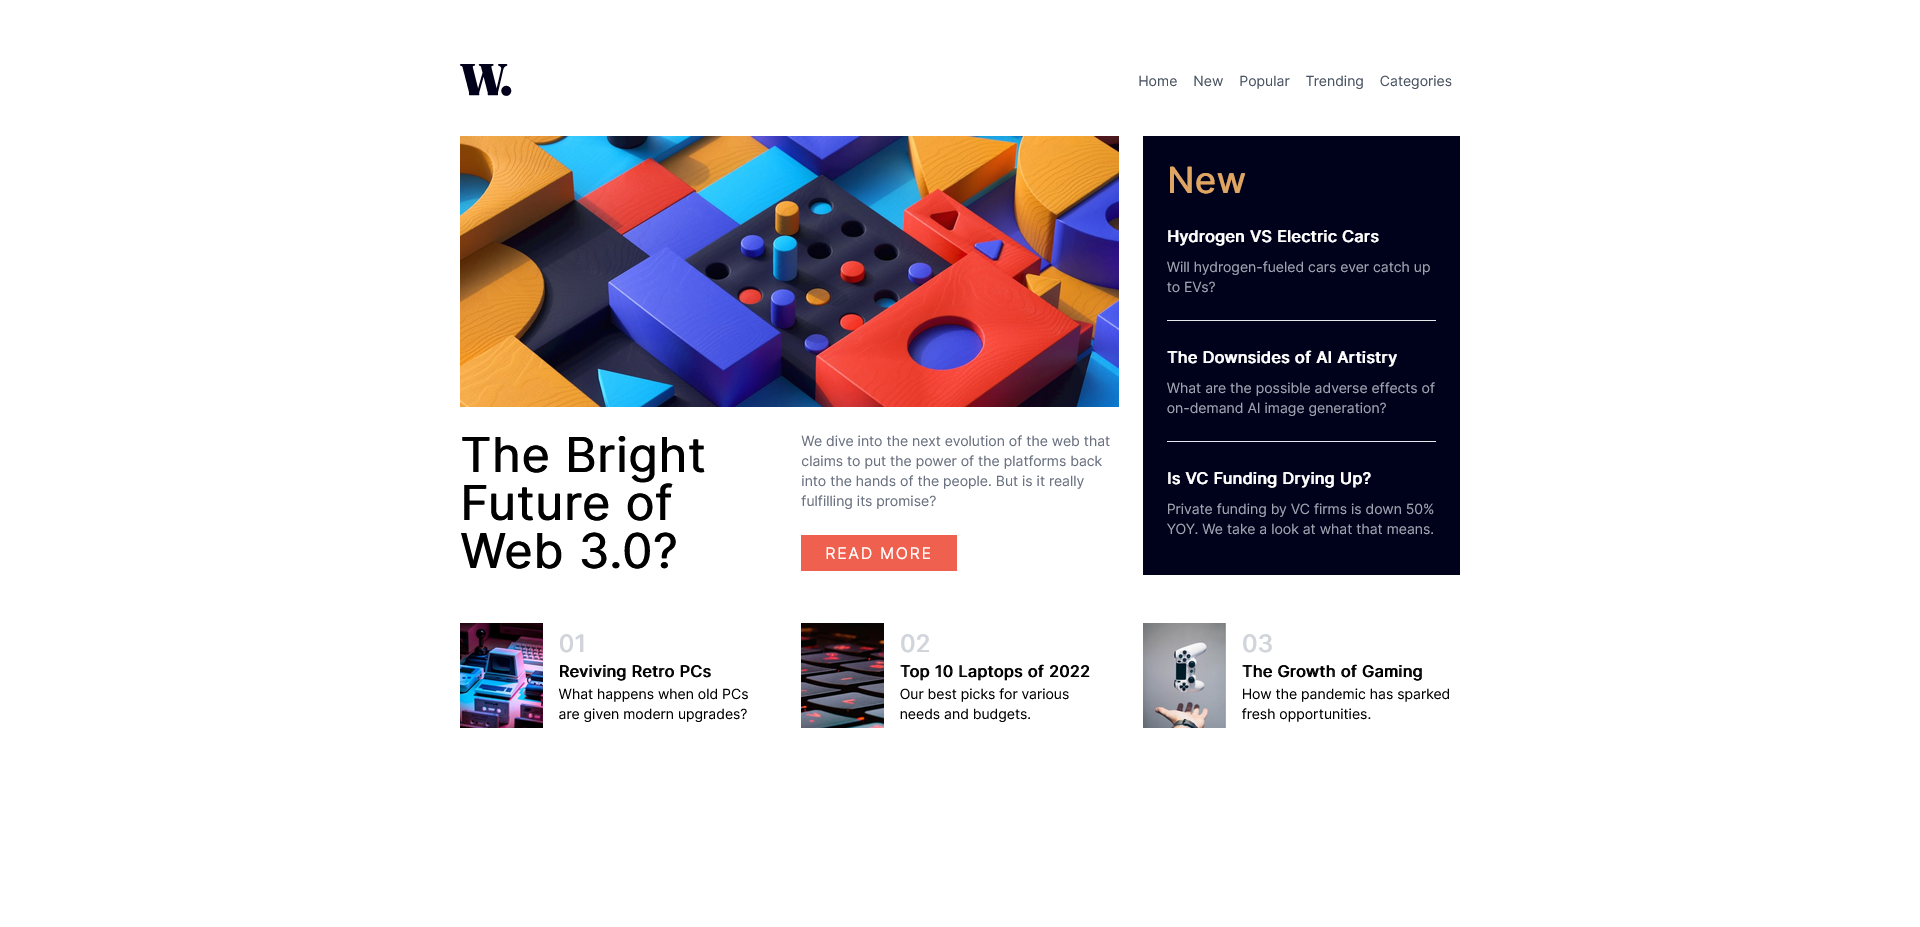 W.
Home New Popular Trending Categories
New
Hydrogen VS Electric Cars
Will hydrogen-fueled cars ever catch up
to EVs?
The Downsides of AI Artistry
What are the possible adverse effects of
on-demand AI image generation?
Is VC Funding Drying Up?
Private funding by VC firms is down 50%
YOY. We take a look at what that means.
The Bright
Future of
Web 3.0?
We dive into the next evolution of the web that
claims to put the power of the platforms back
into the hands of the people. But is it really
fulfilling its promise?
READ MORE
01
Reviving Retro PCs
What happens when old PCs
are given modern upgrades?
02
Top 10 Laptops of 2022
Our best picks for various
needs and budgets.
03
The Growth of Gaming
How the pandemic has sparked
fresh opportunities.